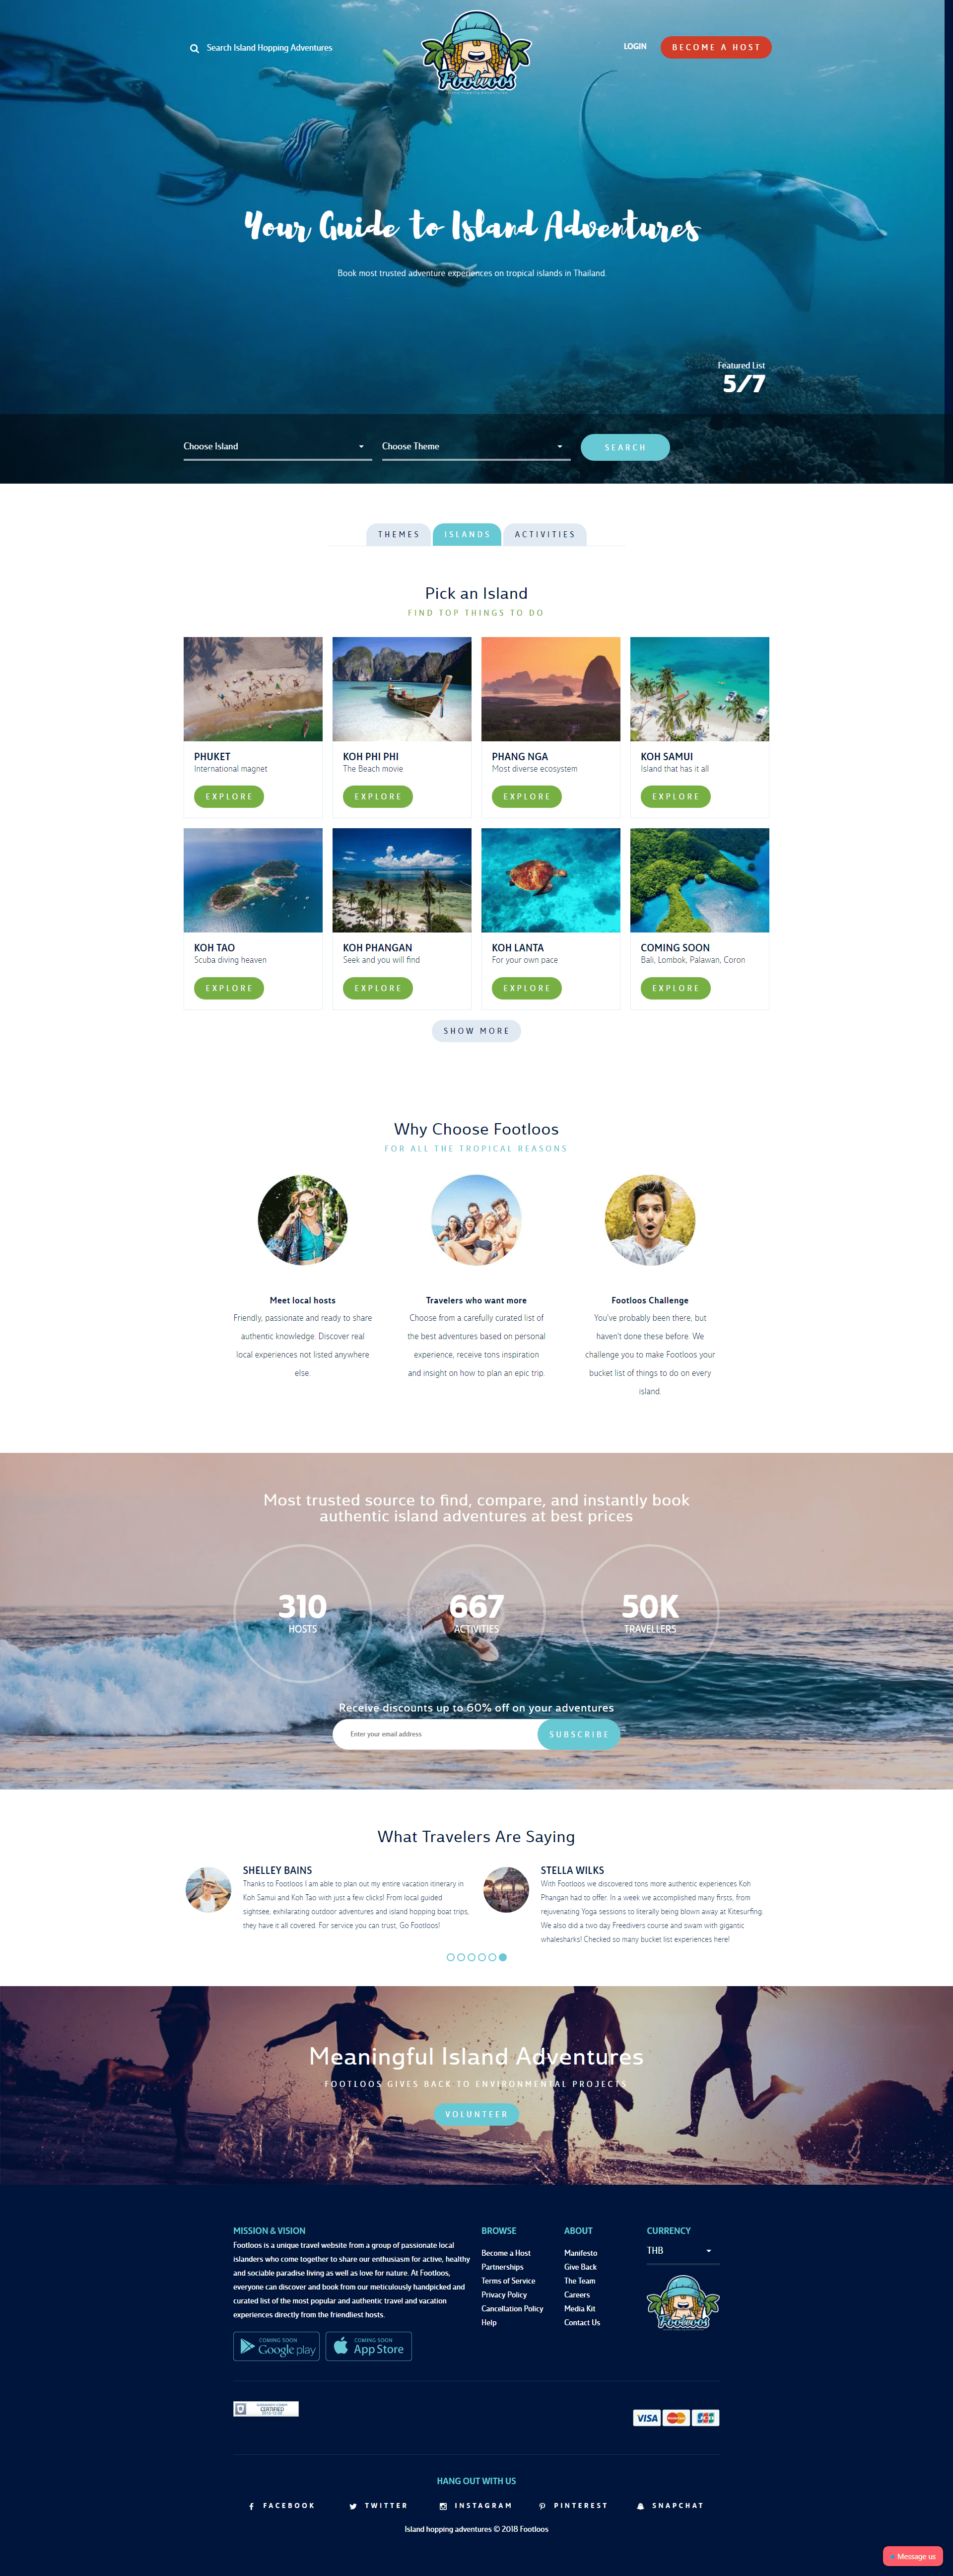 Search Island Hopping Adventures
Footloos
LOGIN
BECOME A HOST
Your Guide to Island Adventures
Book most trusted adventure experiences on tropical islands in Thailand.
Featured List
5/7
Choose Island
Choose Theme
SEARCH
THEMES
ISLANDS
ACTIVITIES
Pick an Island
FIND TOP THINGS TO DO
PHUKET
International magnet
EXPLORE
KOH PHI PHI
The Beach movie
EXPLORE
PHANG NGA
Most diverse ecosystem
EXPLORE
KOH SAMUI
Island that has it all
EXPLORE
KOH TAO
Scuba diving heaven
EXPLORE
KOH PHANGAN
Seek and you will find
EXPLORE
KOH LANTA
For your own pace
EXPLORE
COMING SOON
Bali, Lombok, Palawan, Coron
EXPLORE
SHOW MORE
Why Choose Footloos
FOR ALL THE TROPICAL REASONS
Meet local hosts
Friendly, passionate and ready to share
authentic knowledge. Discover real
local experiences not listed anywhere
else.
Travelers who want more
Choose from a carefully curated list of
the best adventures based on personal
experience, receive tons inspiration
and insight on how to plan an epic trip.
Footloos Challenge
You've probably been there, but
haven't done these before. We
challenge you to make Footloos your
bucket list of things to do on every
island.
Most trusted source to find, compare, and instantly book
authentic island adventures at best prices
310
HOSTS
667
ACTIVITIES
50K
TRAVELLERS
Receive discounts up to 60% off on your adventures
Enter your email address
SUBSCRIBE
What Travelers Are Saying
SHELLEY BAINS
Thanks to Footloos I am able to plan out my entire vacation itinerary in
Koh Samui and Koh Tao with just a few clicks! From local guided
sightsee, exhilarating outdoor adventures and island hopping boat trips,
they have it all covered. For service you can trust, Go Footloos!
STELLA WILKS
With Footloos we discovered tons more authentic experiences Koh
Phangan had to offer. In a week we accomplished many firsts, from
rejuvenating Yoga sessions to literally being blown away at Kitesurfing.
We also did a two day Freedivers course and swam with gigantic
whalesharks! Checked so many bucket list experiences here!
Meaningful Island Adventures
FOOTLOOS GIVES BACK TO ENVIRONMENTAL PROJECTS
VOLUNTEER
MISSION & VISION
Footloos is a unique travel website from a group of passionate local
islanders who come together to share our enthusiasm for active, healthy
and sociable paradise living as well as love for nature. At Footloos,
everyone can discover and book from our meticulously handpicked and
curated list of the most popular and authentic travel and vacation
experiences directly from the friendliest hosts.
COMING SOON
Google play
COMING SOON
App Store
BROWSE
Become a Host
Partnerships
Terms of Service
Privacy Policy
Cancellation Policy
Help
ABOUT
Manifesto
Give Back
The Team
Careers
Media Kit
Contact Us
CURRENCY
THB
Footloos
CERTIFIED
VISA
JCB
HANG OUT WITH US
FACEBOOK
TWITTER
INSTAGRAM
PINTEREST
SNAPCHAT
Island hopping adventures © 2018 Footloos
Message us